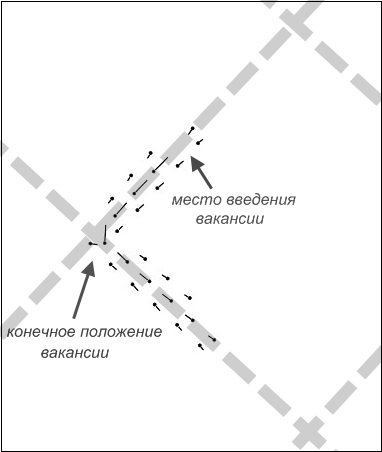 место введения
вакансии
конечное положение
вакансии